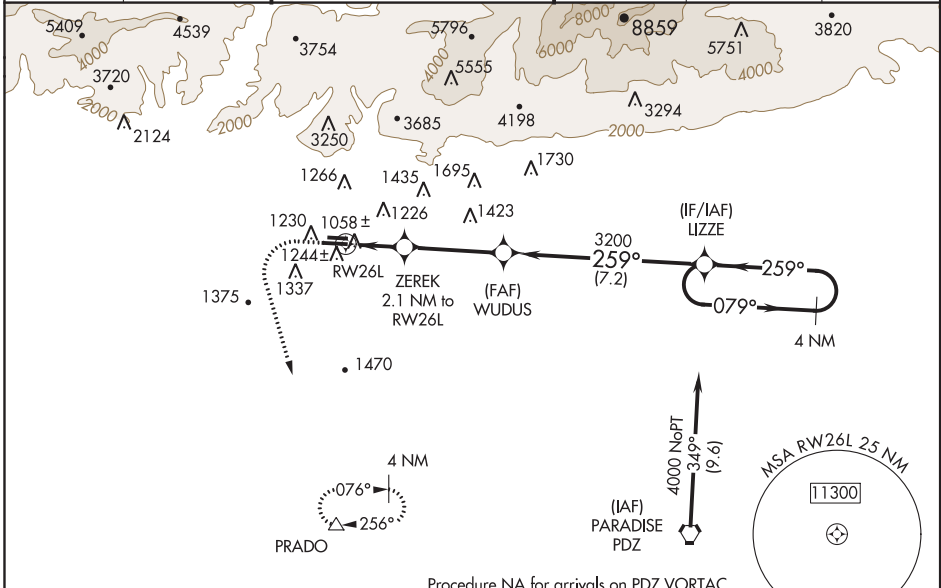 5409
4539
3754
5796
8000
8859
5751
3820
4000
6000
4000
5555
4000
3720
2000
2124
2000
3250
3685
4198
3294
2000
1266
1435
1695
1730
1230
1058 ±
1226
1423
1244±
1337
RW26L
ZEREK
2.1 NM to
RW26L
(FAF)
WUDUS
3200
259°
(7.2)
(IF/IAF)
LIZZE
259°
079°
4 NM
1375
1470
4000 NoPT
349°
(9.6)
(IAF)
PARADISE
PDZ
4 NM
076°
256°
PRADO
MSA RW26L 25 NM
11300
Procedure NA for arrivals on PDZ VORTAC